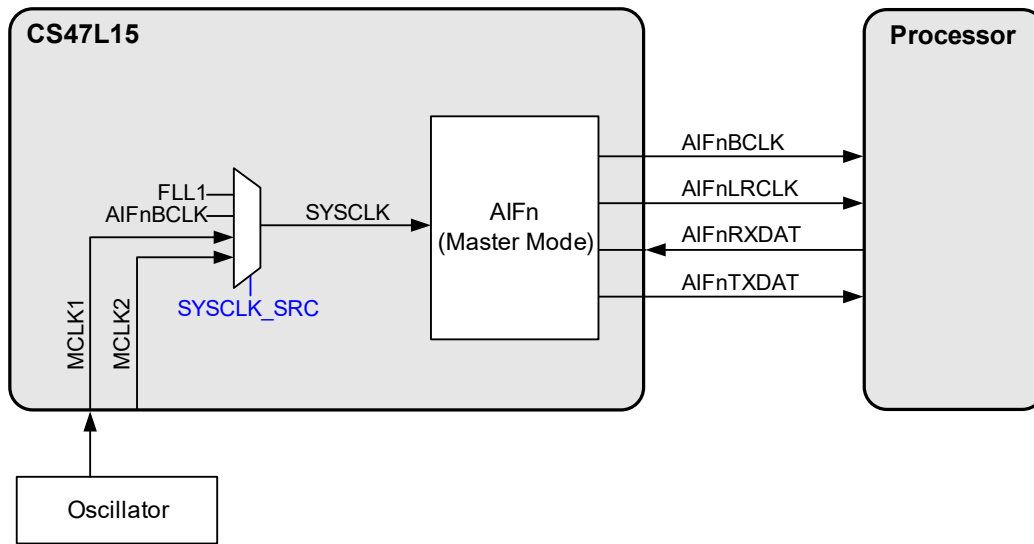 CS47L15
Processor
AIFnBCLK
FLL1
AIFnBCLK
SYSCLK
AIFn
(Master Mode)
AIFnLRCLK
AIFnRXDAT
AIFnTXDAT
SYSCLK_SRC
MCLK1
MCLK2
Oscillator